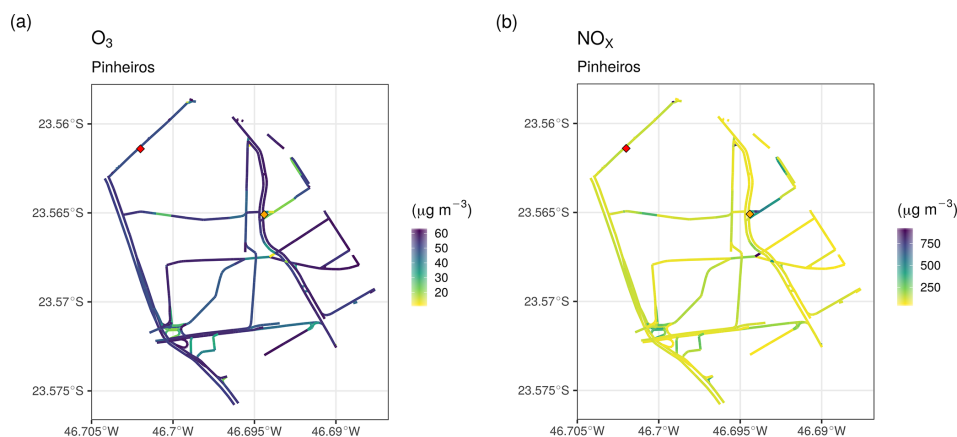 (a)
O₃
Pinheiros
23.56°S
23.565°S
23.57°S
23.575°S
46.705°W 46.7°W 46.695°W 46.69°W
(μg m⁻³)
60
50
40
30
20
(b)
NOₓ
Pinheiros
23.56°S
23.565°S
23.57°S
23.575°S
46.705°W 46.7°W 46.695°W 46.69°W
(μg m⁻³)
750
500
250